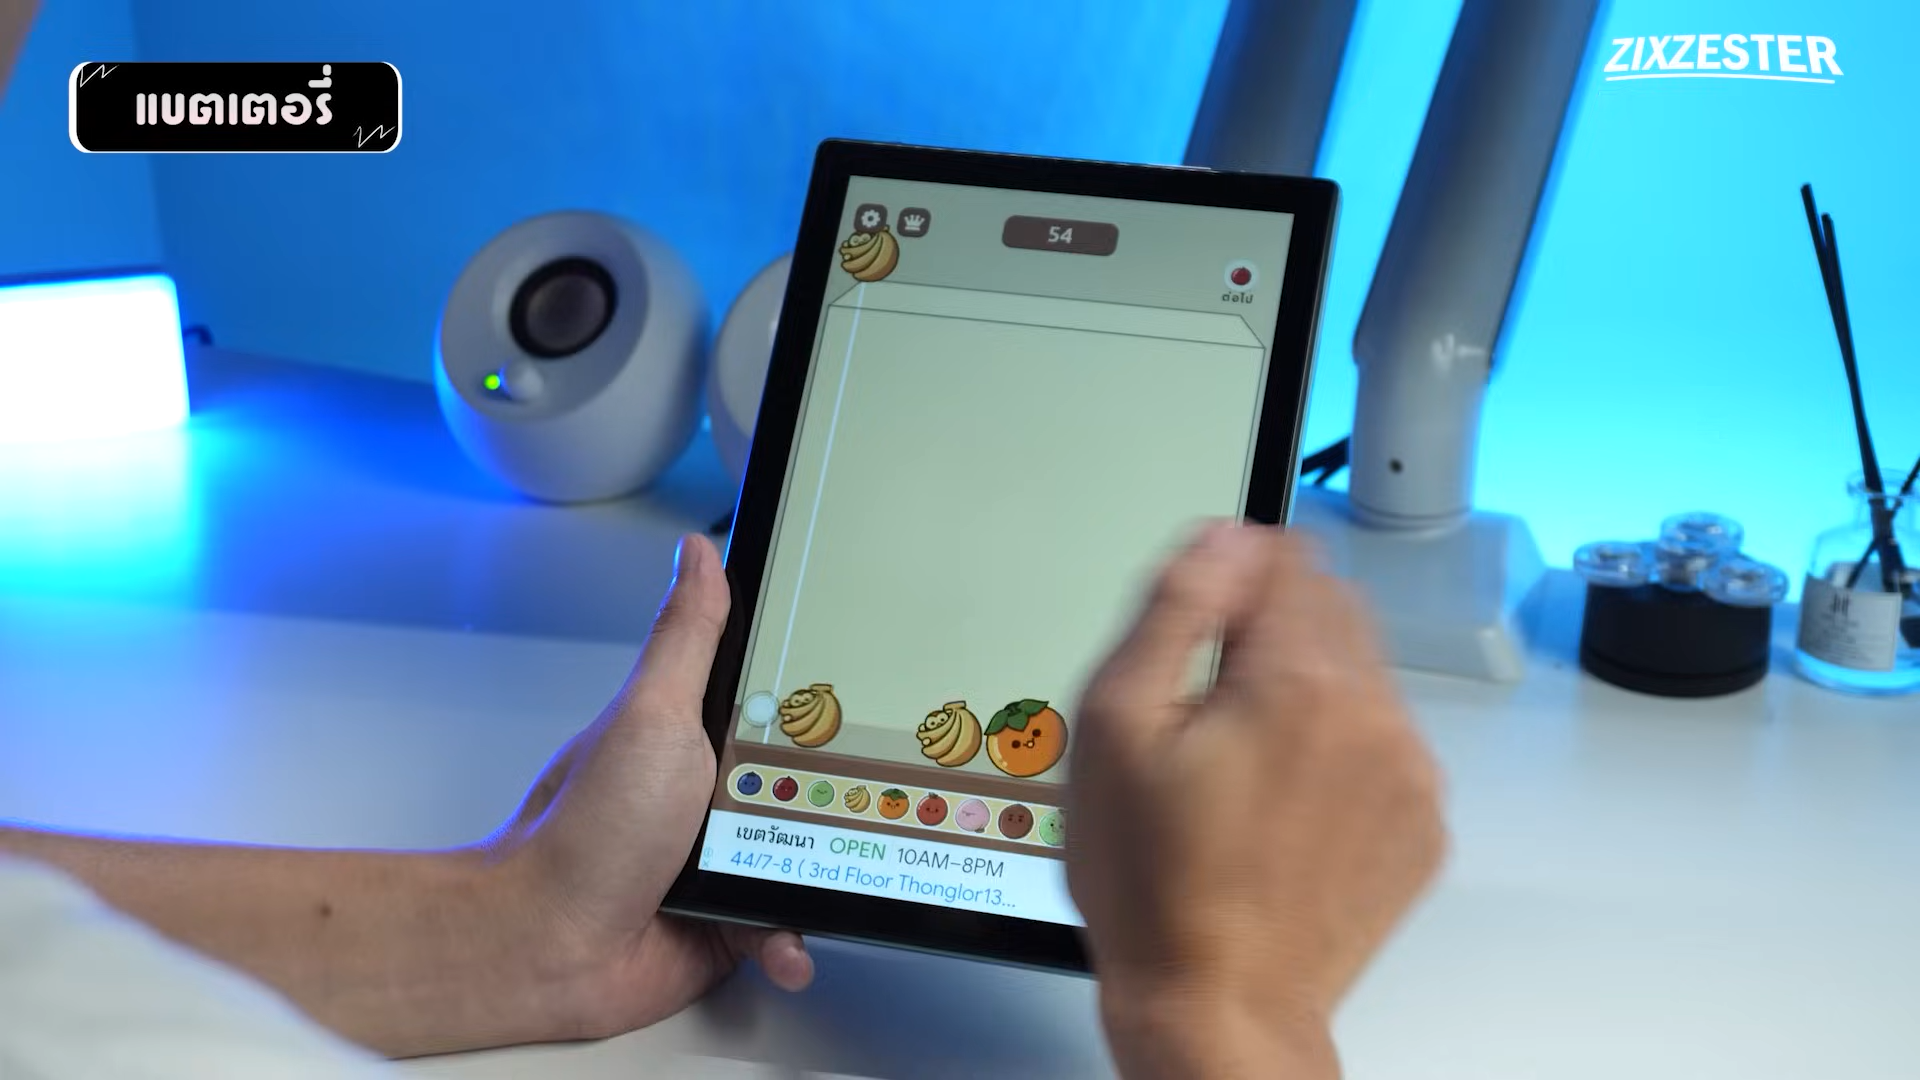 แบตเตอรี่
ZIXZESTER
54
ต่อไป
เขตวัฒนา OPEN 10AM–8PM
44/7-8 ( 3rd Floor Thonglor13...